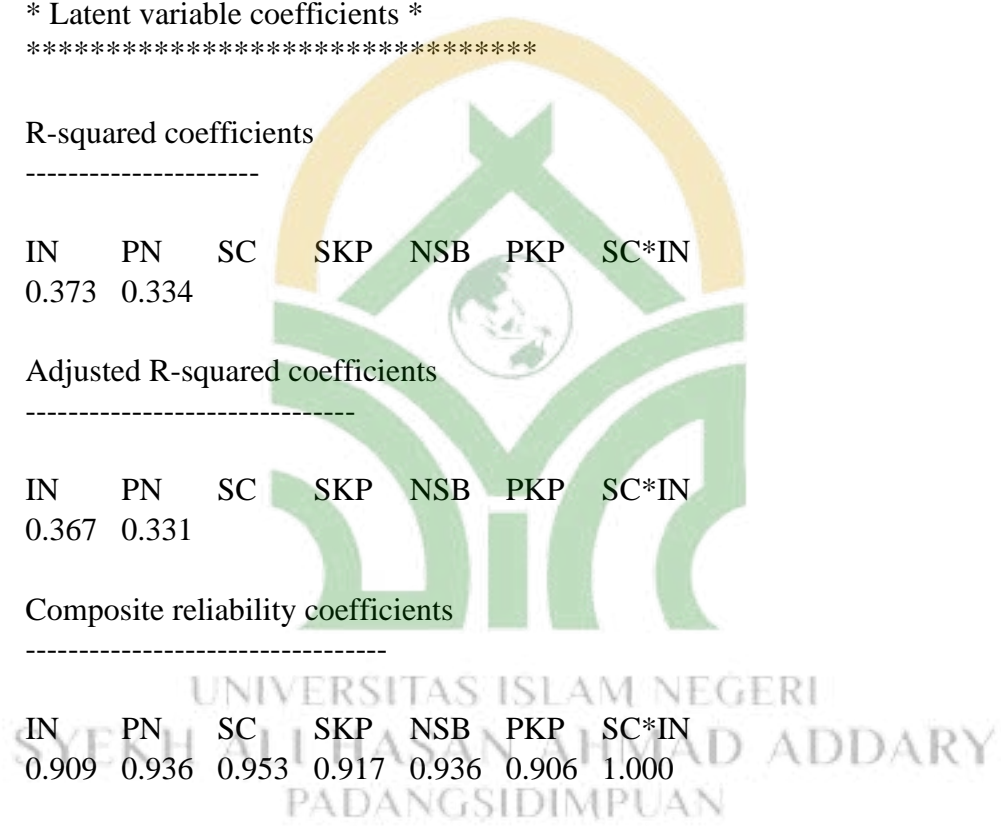 * Latent variable coefficients *
********************************
R-squared coefficients
----------------------
IN PN SC SKP NSB PKP SC*IN
0.373 0.334
Adjusted R-squared coefficients
-------------------------------
IN PN SC SKP NSB PKP SC*IN
0.367 0.331
Composite reliability coefficients
----------------------------------
UNIVERSITAS ISLAM NEGERI
IN PN SC SKP NSB PKP SC*IN
SYEKH ALI HASAN AHMAD ADDARY
0.909 0.936 0.953 0.917 0.936 0.906 1.000
PADANGSIDIMPUAN